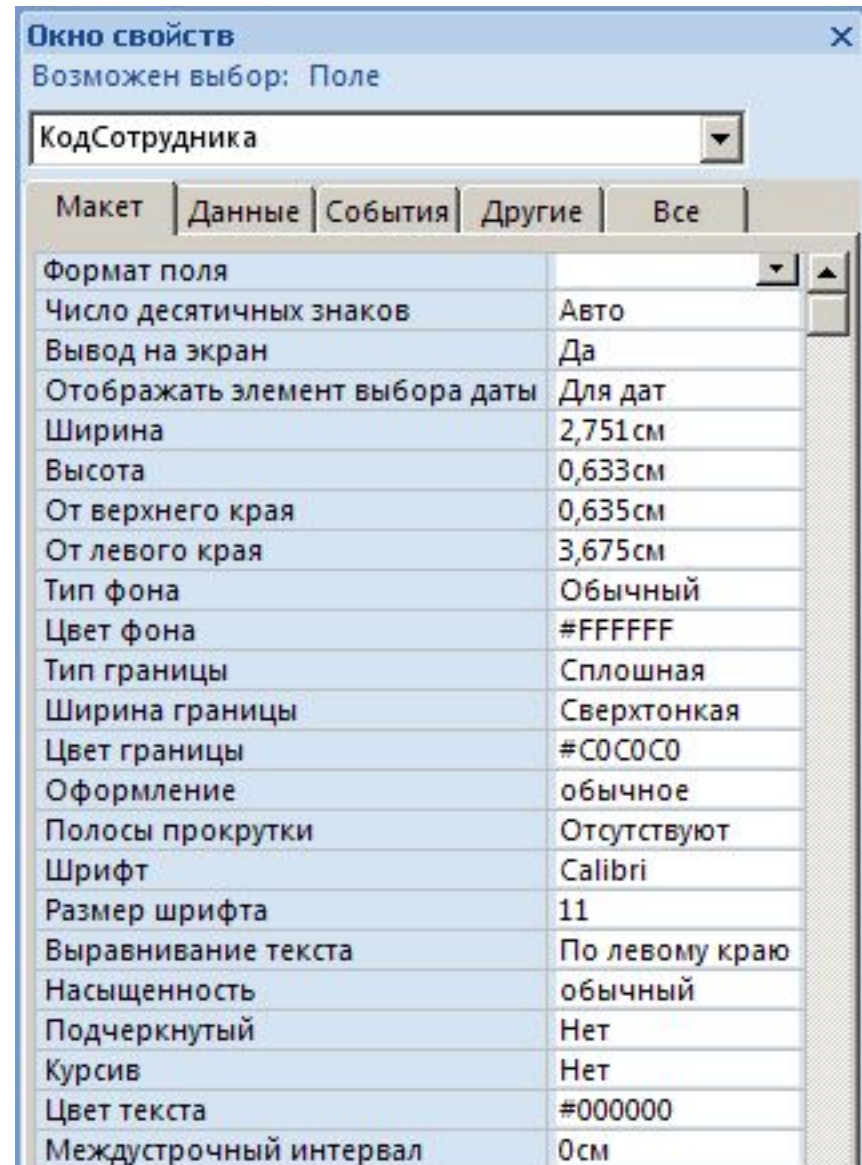 Окно свойств
Возможен выбор: Поле
КодСотрудника
Макет Данные События Другие Все
Формат поля
Число десятичных знаков Авто
Вывод на экран Да
Отображать элемент выбора даты Для дат
Ширина 2,751см
Высота 0,633см
От верхнего края 0,635см
От левого края 3,675см
Тип фона Обычный
Цвет фона #FFFFFF
Тип границы Сплошная
Ширина границы Сверхтонкая
Цвет границы #C0C0C0
Оформление обычное
Полосы прокрутки Отсутствуют
Шрифт Calibri
Размер шрифта 11
Выравнивание текста По левому краю
Насыщенность обычный
Подчеркнутый Нет
Курсив Нет
Цвет текста #000000
Междустрочный интервал 0см